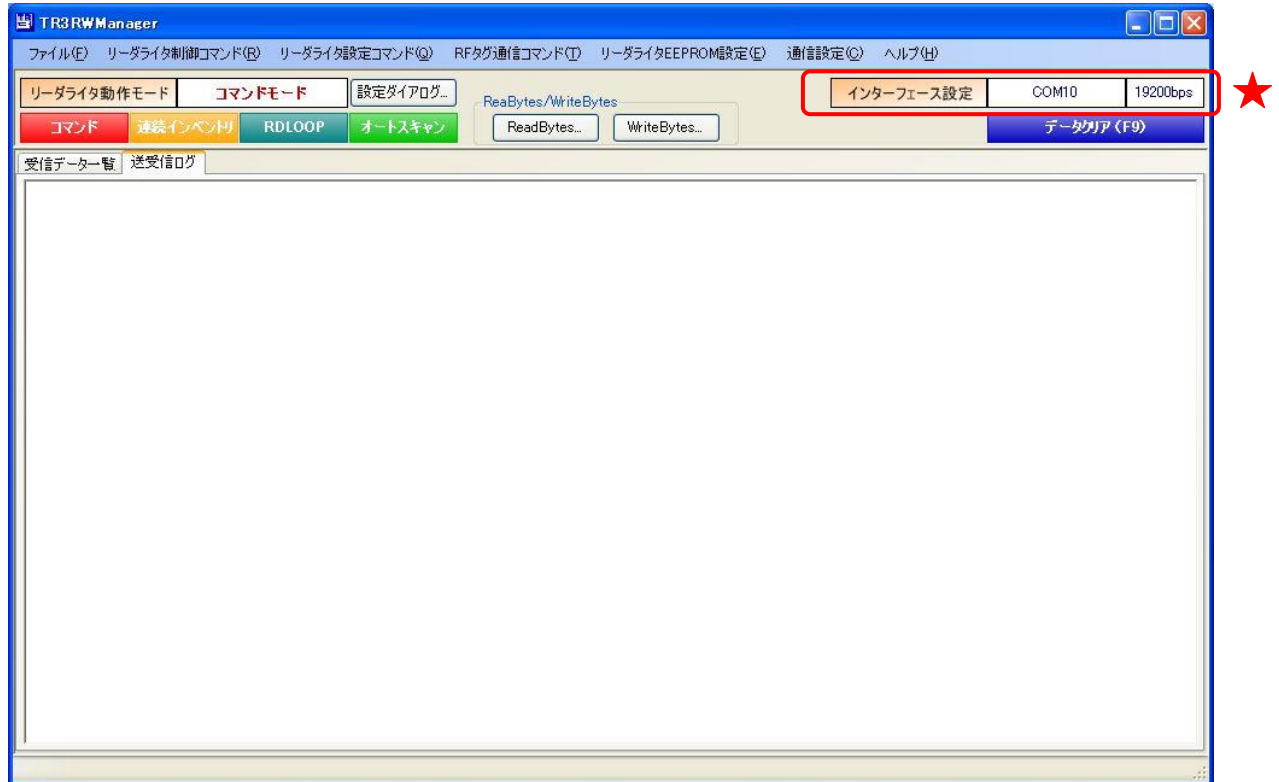 TR3RWManager
ファイル(F) リーダライタ制御コマンド(R) リーダライタ設定コマンド(Q) RFタグ通信コマンド(T) リーダライタEEPROM設定(E) 通信設定(C) ヘルプ(H)
リーダライタ動作モード コマンドモード 設定ダイアログ... ReaBytes/WriteBytes インターフェース設定 COM10 19200bps
コマンド 連続インベントリ RDLOOP オートスキャン ReadBytes... WriteBytes... データクリア(F9)
受信データ一覧 送受信ログ